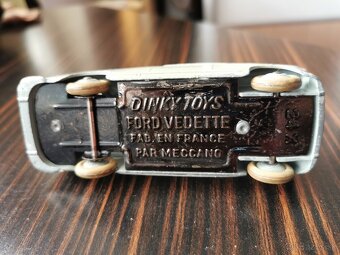 DINKY TOYS
FORD VEDETTE
FAB. EN FRANCE
PAR MECCANO